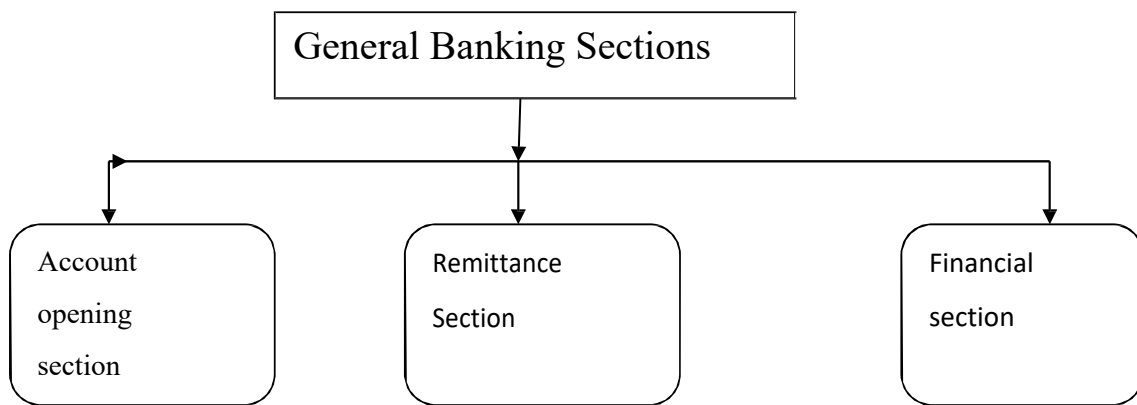 General Banking Sections
Account
opening
section
Remittance
Section
Financial
section